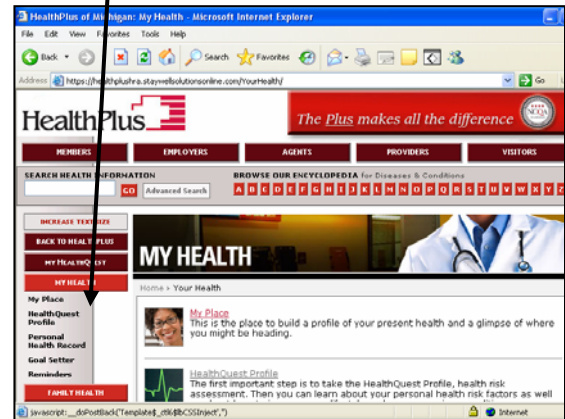 HealthPlus of Michigan: My Health - Microsoft Internet Explorer
File Edit View Favorites Tools Help
Back Search Favorites
Address https://healthplushra.staywellsolutionsonline.com/YourHealth/ Go
HealthPlus
The Plus makes all the difference
NCQA
MEMBERS EMPLOYERS AGENTS PROVIDERS VISITORS
SEARCH HEALTH INFORMATION BROWSE OUR ENCYCLOPEDIA for Diseases & Conditions
GO Advanced Search A B C D E F G H I J K L M N O P Q R S T U V W X Y Z
INCREASE TEXT SIZE
BACK TO HEALTHPLUS
MY HEALTHQUEST
MY HEALTH
MY HEALTH
Home > Your Health
My Place
HealthQuest Profile
Personal Health Record
Goal Setter
Reminders
FAMILY HEALTH
My Place
This is the place to build a profile of your present health and a glimpse of where
you might be heading.
HealthQuest Profile
The first important step is to take the HealthQuest Profile, health risk
assessment. Then you can learn about your personal health risk factors as well
javascript:__doPostBack('Template$_ctl6$lbCSSInject','') Internet